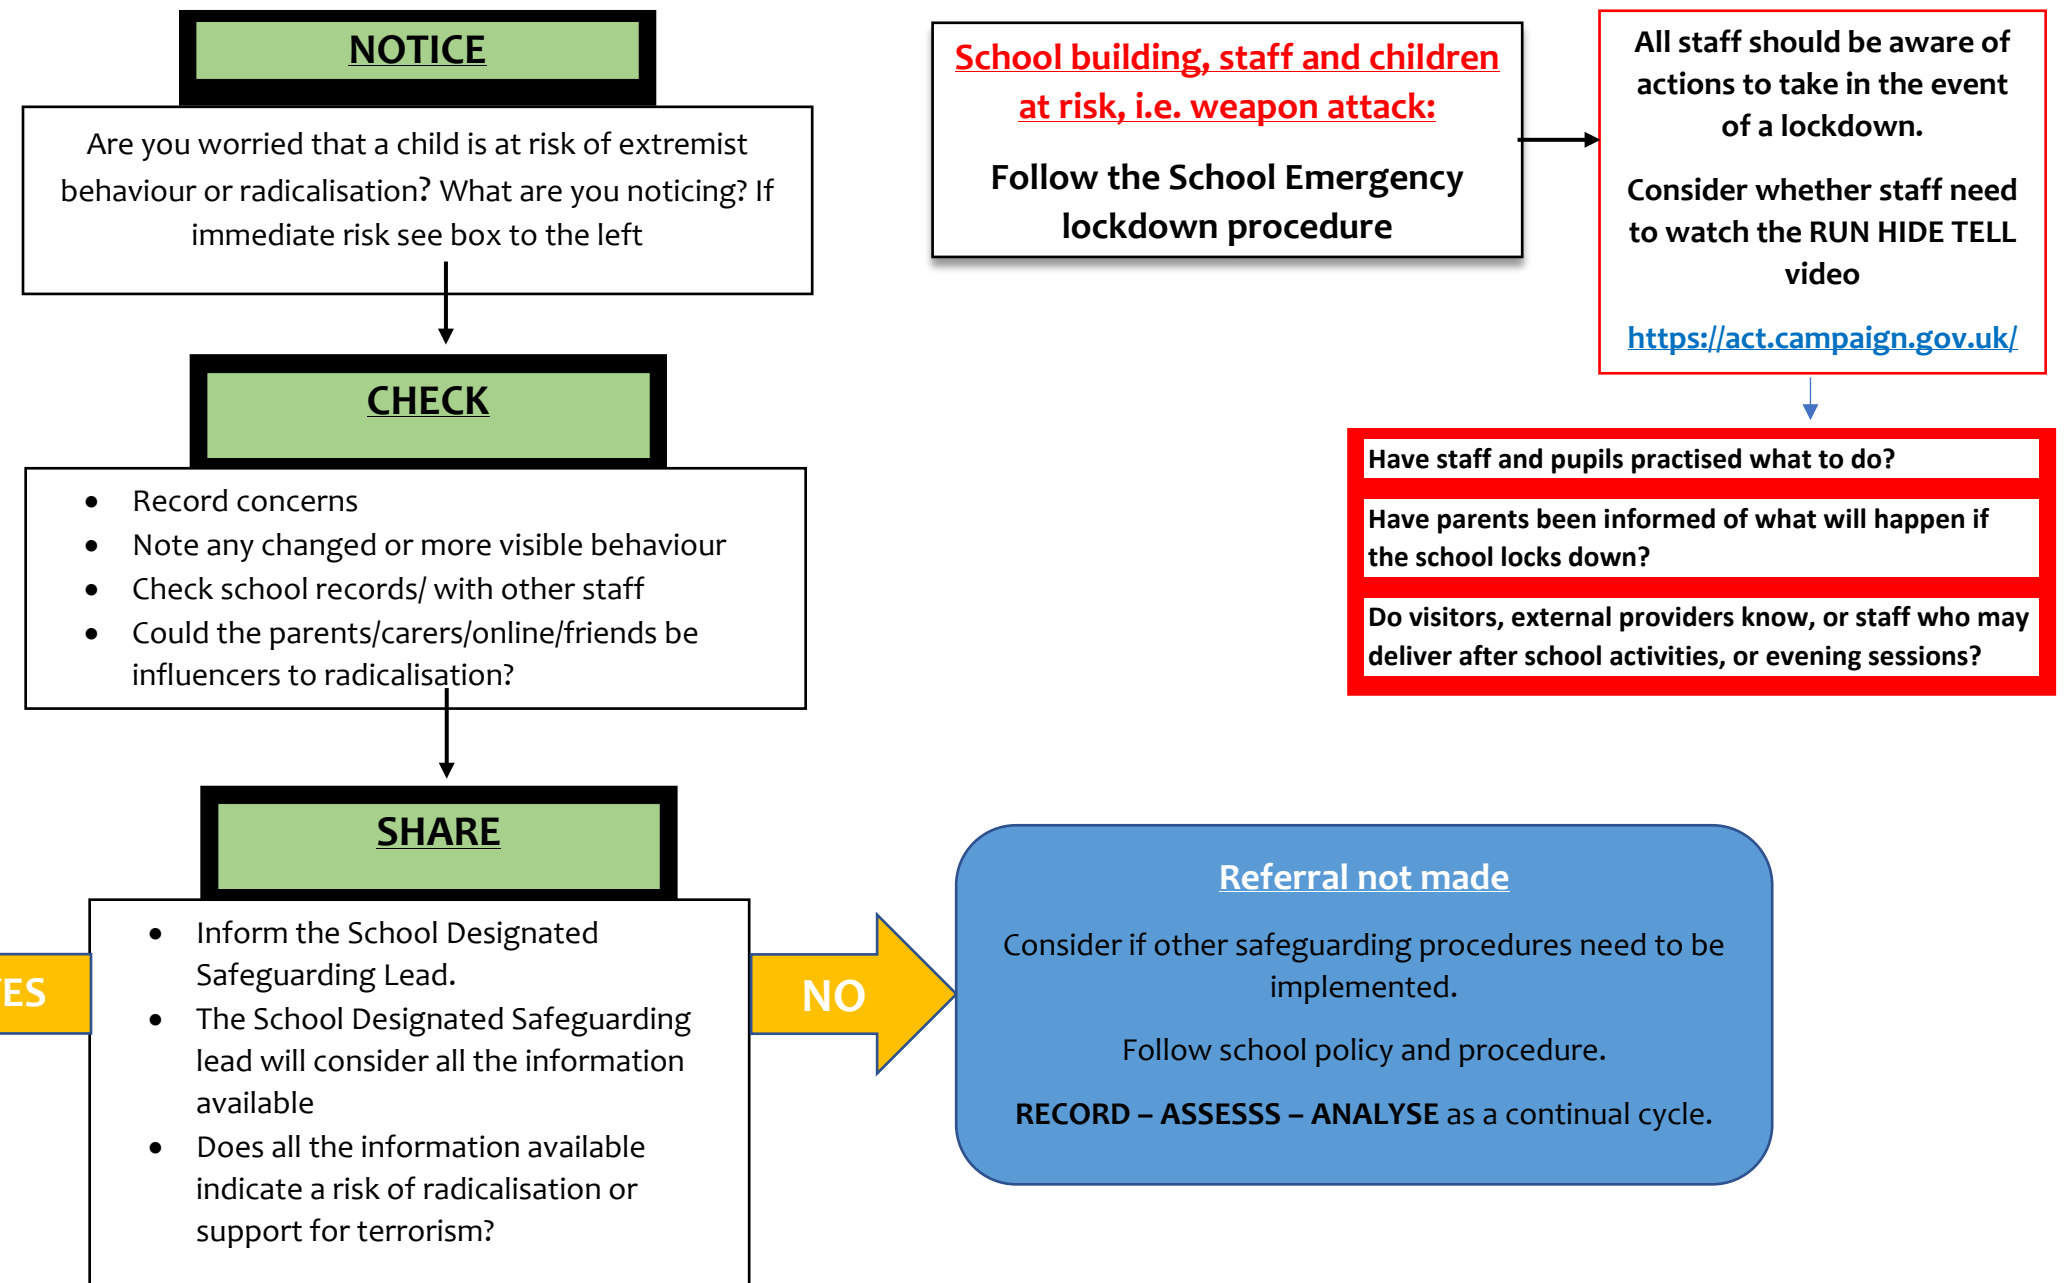 NOTICE
Are you worried that a child is at risk of extremist
behaviour or radicalisation? What are you noticing? If
immediate risk see box to the left
CHECK
• Record concerns
• Note any changed or more visible behaviour
• Check school records/ with other staff
• Could the parents/carers/online/friends be
influencers to radicalisation?
SHARE
• Inform the School Designated
Safeguarding Lead.
• The School Designated Safeguarding
lead will consider all the information
available
• Does all the information available
indicate a risk of radicalisation or
support for terrorism?
ES
NO
Referral not made
Consider if other safeguarding procedures need to be
implemented.
Follow school policy and procedure.
RECORD – ASSESSS – ANALYSE as a continual cycle.
School building, staff and children
at risk, i.e. weapon attack:
Follow the School Emergency
lockdown procedure
All staff should be aware of
actions to take in the event
of a lockdown.
Consider whether staff need
to watch the RUN HIDE TELL
video
https://act.campaign.gov.uk/
Have staff and pupils practised what to do?
Have parents been informed of what will happen if
the school locks down?
Do visitors, external providers know, or staff who may
deliver after school activities, or evening sessions?